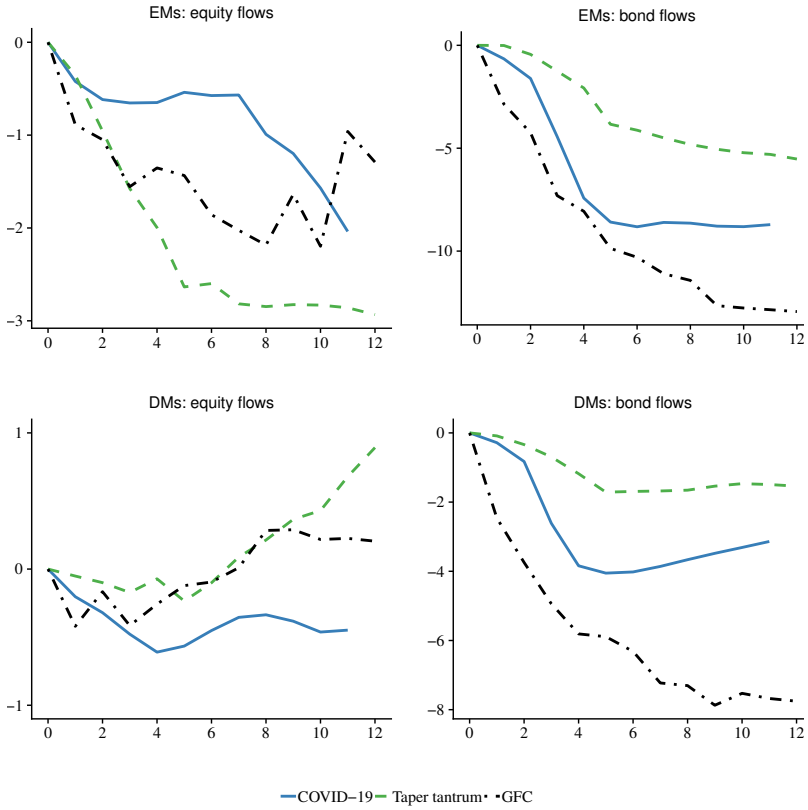 EMs: equity flows
0
−1
−2
−3
0 2 4 6 8 10 12
EMs: bond flows
0
−5
−10
0 2 4 6 8 10 12
DMs: equity flows
1
0
−1
0 2 4 6 8 10 12
DMs: bond flows
0
−2
−4
−6
−8
0 2 4 6 8 10 12
COVID−19 Taper tantrum GFC